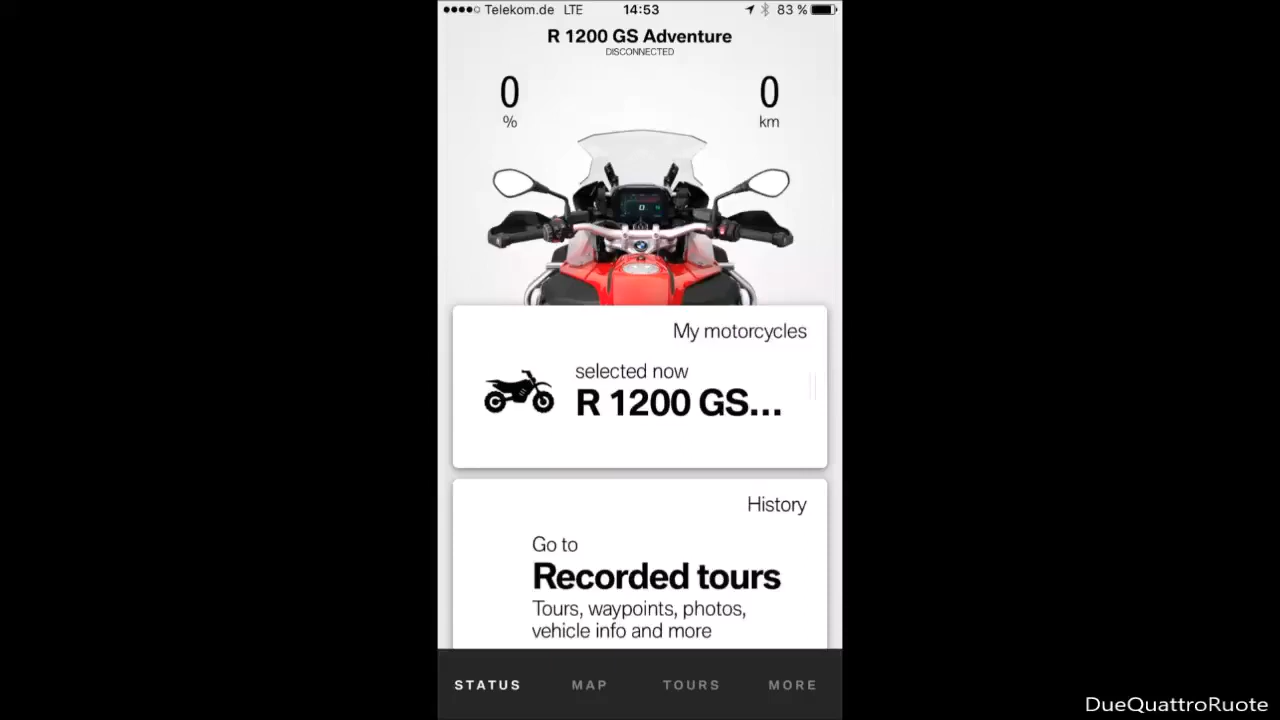 Telekom.de LTE 14:53 83 %
R 1200 GS Adventure
DISCONNECTED
0
%
0
km
My motorcycles
selected now
R 1200 GS...
History
Go to
Recorded tours
Tours, waypoints, photos,
vehicle info and more
STATUS MAP TOURS MORE
DueQuattroRuote